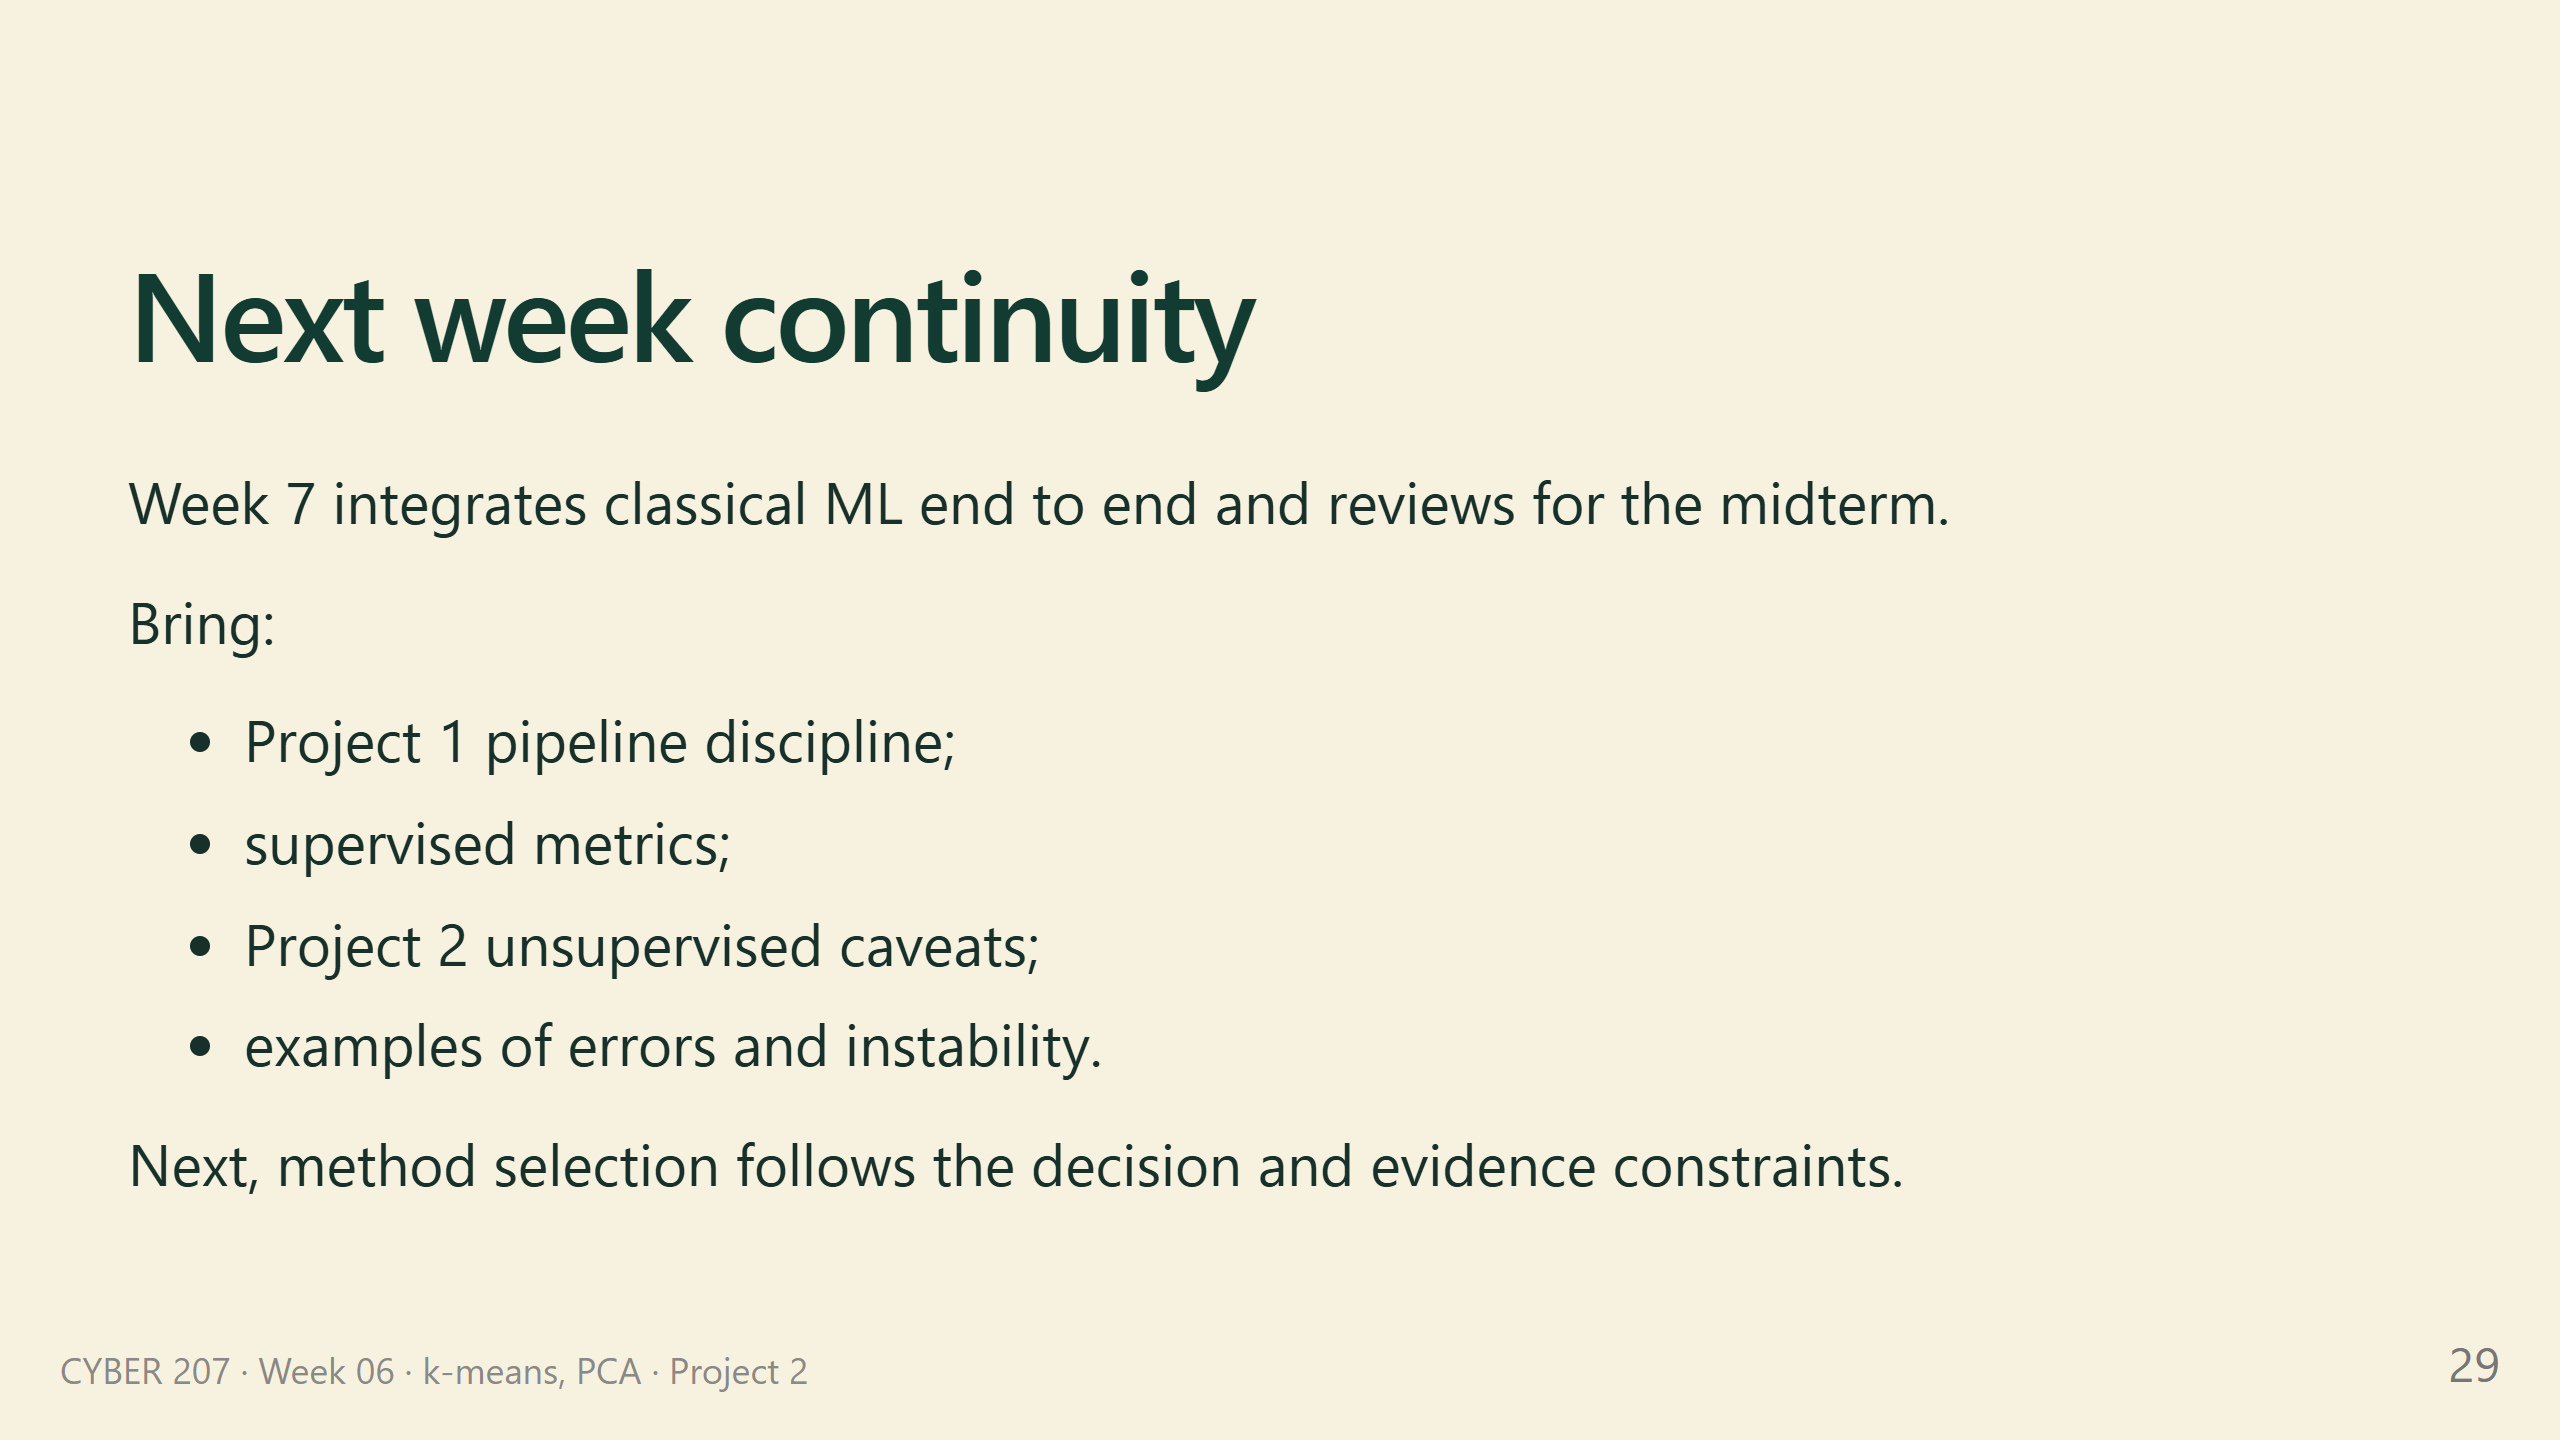 Next week continuity
Week 7 integrates classical ML end to end and reviews for the midterm.
Bring:
• Project 1 pipeline discipline;
• supervised metrics;
• Project 2 unsupervised caveats;
• examples of errors and instability.
Next, method selection follows the decision and evidence constraints.
CYBER 207 · Week 06 · k-means, PCA · Project 2
29